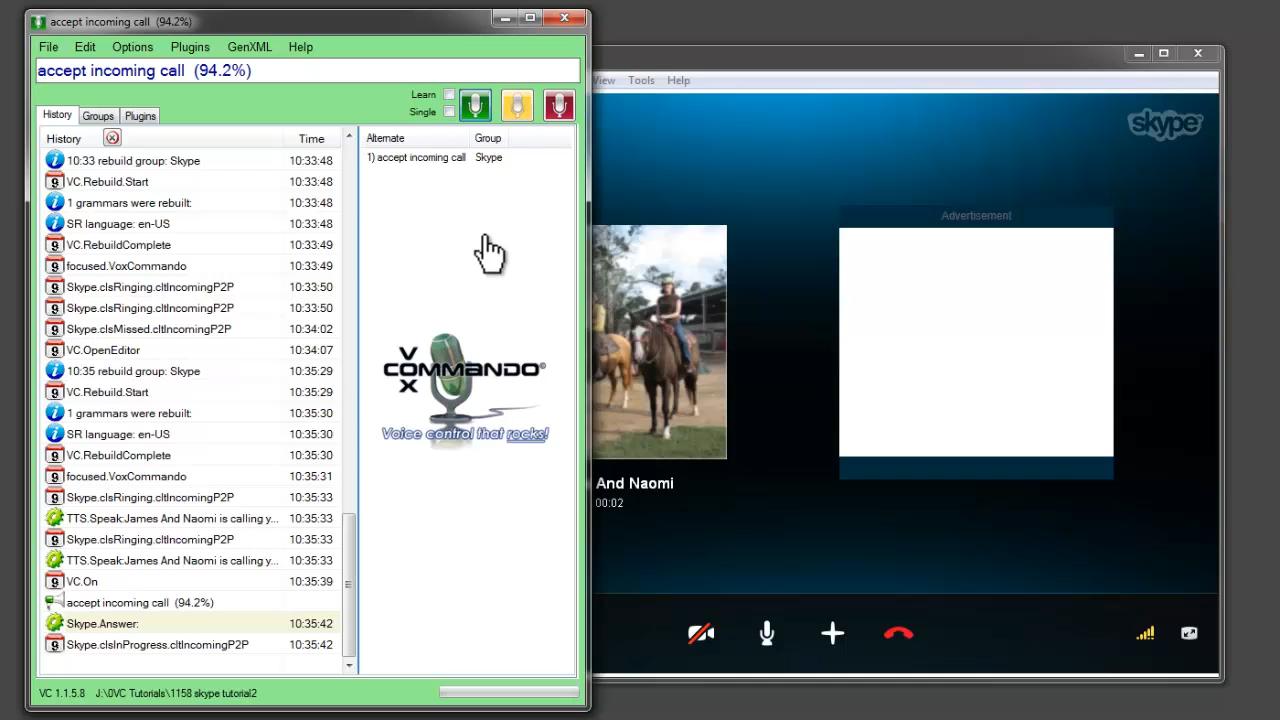 accept incoming call (94.2%)
File Edit Options Plugins GenXML Help
accept incoming call (94.2%)
Learn
Single
History Groups Plugins
History Time
10:33 rebuild group: Skype 10:33:48
VC.Rebuild.Start 10:33:48
1 grammars were rebuilt: 10:33:48
SR language: en-US 10:33:48
VC.RebuildComplete 10:33:49
focused.VoxCommando 10:33:49
Skype.clsRinging.cltIncomingP2P 10:33:50
Skype.clsRinging.cltIncomingP2P 10:33:50
Skype.clsMissed.cltIncomingP2P 10:34:02
VC.OpenEditor 10:34:07
10:35 rebuild group: Skype 10:35:29
VC.Rebuild.Start 10:35:29
1 grammars were rebuilt: 10:35:30
SR language: en-US 10:35:30
VC.RebuildComplete 10:35:30
focused.VoxCommando 10:35:31
Skype.clsRinging.cltIncomingP2P 10:35:33
TTS.Speak:James And Naomi is calling y... 10:35:33
Skype.clsRinging.cltIncomingP2P 10:35:33
TTS.Speak:James And Naomi is calling y... 10:35:33
VC.On 10:35:39
accept incoming call (94.2%)
Skype.Answer: 10:35:42
Skype.clsInProgress.cltIncomingP2P 10:35:42
Alternate Group
1) accept incoming call Skype
VOX COMMANDO©
Voice control that rocks!
VC 1.1.5.8 J:\0VC Tutorials\1158 skype tutorial2
View Tools Help
skype
Advertisement
And Naomi
00:02